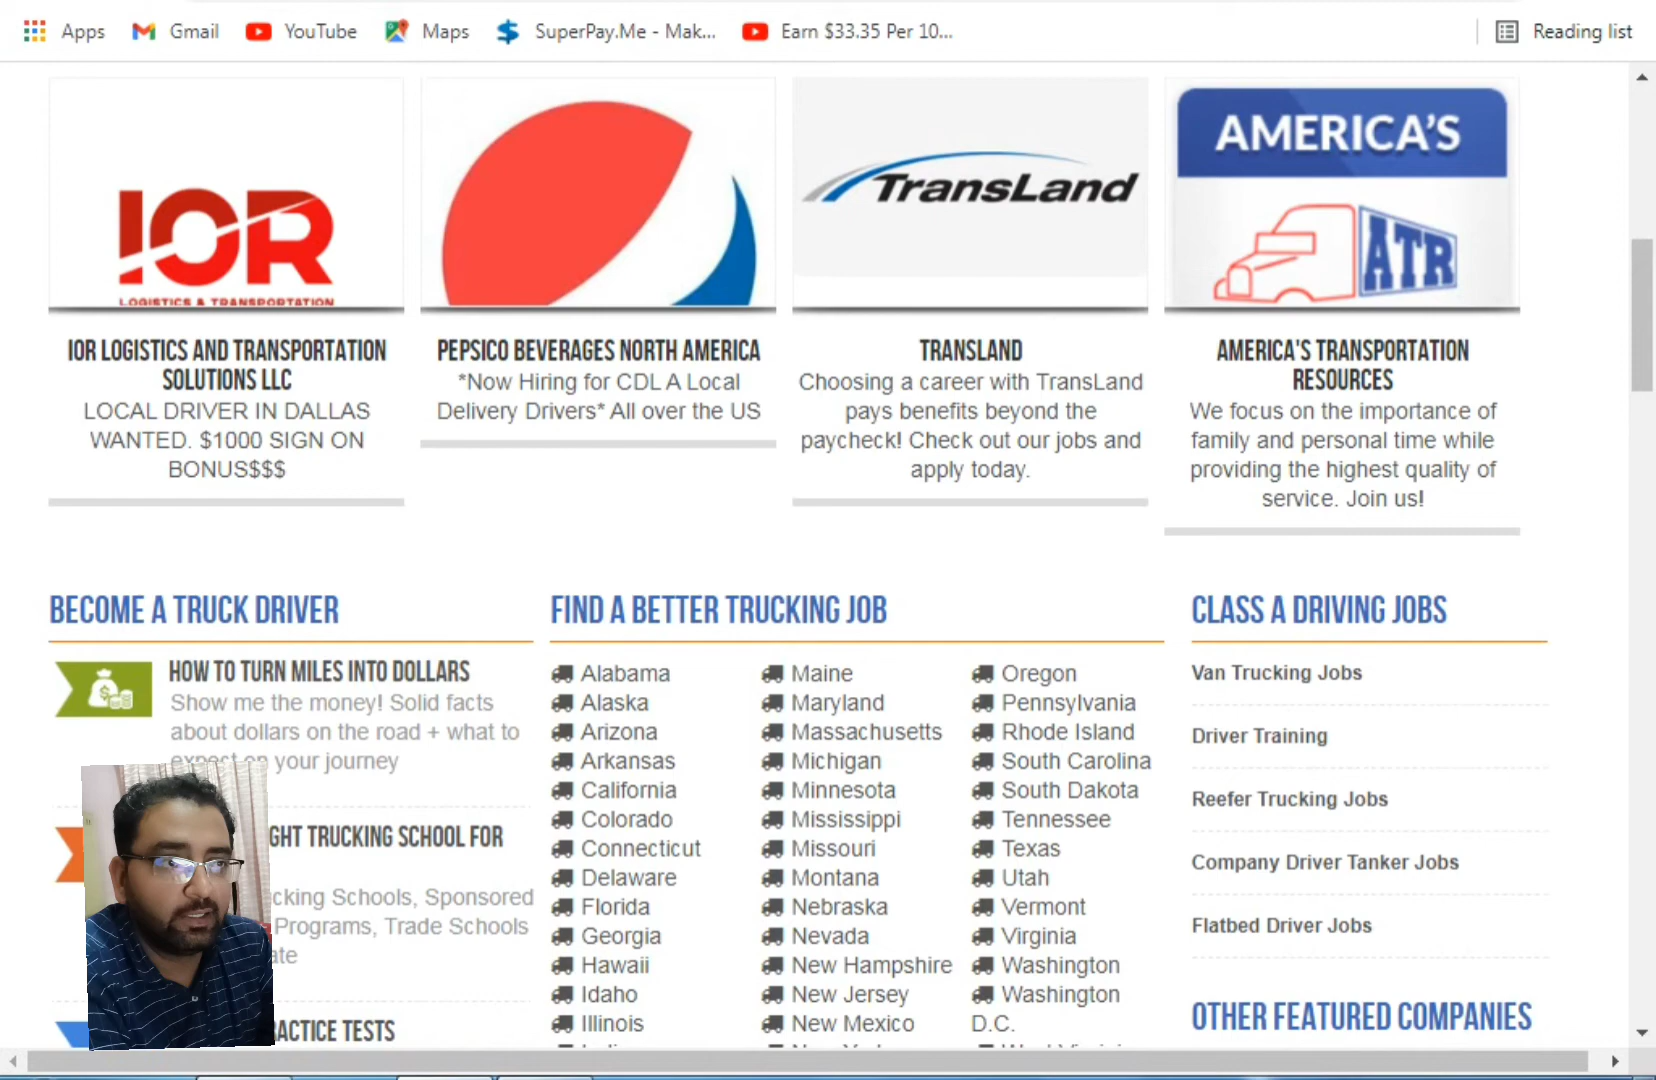 Apps Gmail YouTube Maps SuperPay.Me - Mak... Earn $33.35 Per 10... Reading list
IOR
LOGISTICS & TRANSPORTATION
TransLand
AMERICA'S
ATR
IOR LOGISTICS AND TRANSPORTATION
SOLUTIONS LLC
LOCAL DRIVER IN DALLAS
WANTED. $1000 SIGN ON
BONUS$$$
PEPSICO BEVERAGES NORTH AMERICA
*Now Hiring for CDL A Local
Delivery Drivers* All over the US
TRANSLAND
Choosing a career with TransLand
pays benefits beyond the
paycheck! Check out our jobs and
apply today.
AMERICA'S TRANSPORTATION
RESOURCES
We focus on the importance of
family and personal time while
providing the highest quality of
service. Join us!
BECOME A TRUCK DRIVER
HOW TO TURN MILES INTO DOLLARS
Show me the money! Solid facts
about dollars on the road + what to
expect on your journey
GHT TRUCKING SCHOOL FOR
cking Schools, Sponsored
Programs, Trade Schools
ate
RACTICE TESTS
FIND A BETTER TRUCKING JOB
Alabama
Alaska
Arizona
Arkansas
California
Colorado
Connecticut
Delaware
Florida
Georgia
Hawaii
Idaho
Illinois
Maine
Maryland
Massachusetts
Michigan
Minnesota
Mississippi
Missouri
Montana
Nebraska
Nevada
New Hampshire
New Jersey
New Mexico
Oregon
Pennsylvania
Rhode Island
South Carolina
South Dakota
Tennessee
Texas
Utah
Vermont
Virginia
Washington
Washington
D.C.
CLASS A DRIVING JOBS
Van Trucking Jobs
Driver Training
Reefer Trucking Jobs
Company Driver Tanker Jobs
Flatbed Driver Jobs
OTHER FEATURED COMPANIES